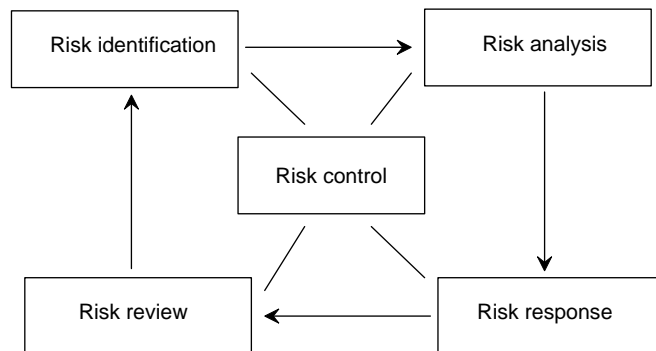 Risk identification
Risk analysis
Risk control
Risk review
Risk response